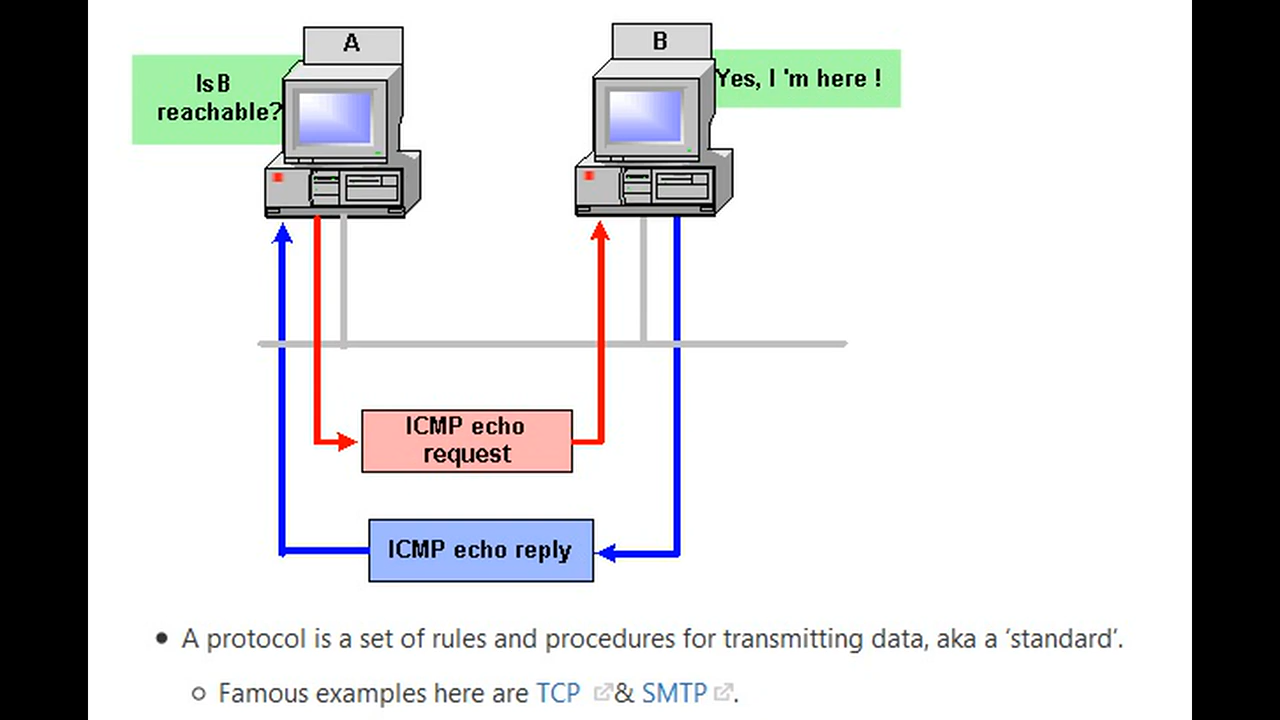 A
B
Is B
reachable?
Yes, I 'm here !
ICMP echo
request
ICMP echo reply
• A protocol is a set of rules and procedures for transmitting data, aka a ‘standard’.
○ Famous examples here are TCP & SMTP .